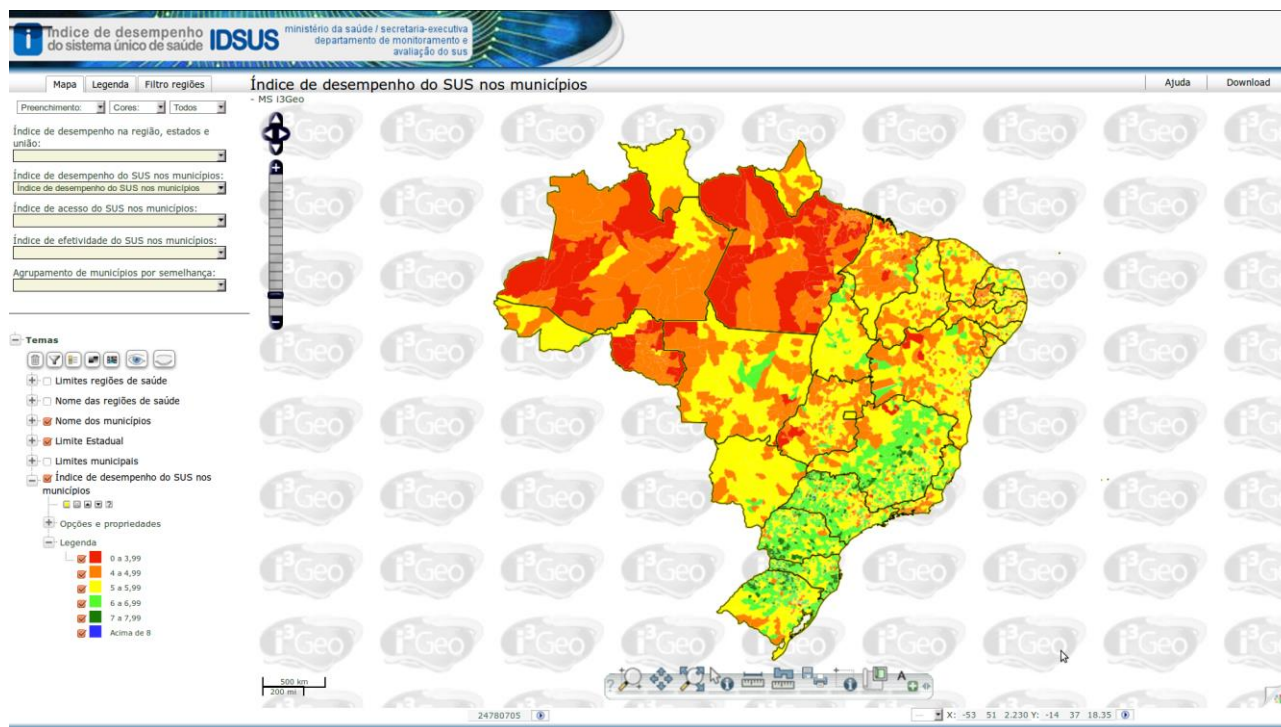 índice de desempenho
do sistema único de saúde
IDSUS
ministério da saúde / secretaria-executiva
departamento de monitoramento e
avaliação do sus
Mapa
Legenda
Filtro regiões
Índice de desempenho do SUS nos municípios
Ajuda
Download
- MS i3Geo
Preenchimento:
Cores:
Todos
Índice de desempenho na região, estados e
união:
Índice de desempenho do SUS nos municípios:
Índice de desempenho do SUS nos municípios
Índice de acesso do SUS nos municípios:
Índice de efetividade do SUS nos municípios:
Agrupamento de municípios por semelhança:
Temas
Limites regiões de saúde
Nome das regiões de saúde
Nome dos municípios
Limite Estadual
Limites municipais
Índice de desempenho do SUS nos
municípios
Opções e propriedades
Legenda
0 a 3,99
4 a 4,99
5 a 5,99
6 a 6,99
7 a 7,99
Acima de 8
500 km
200 mi
24780705
X: -53 51 2.230 Y: -14 37 18.35